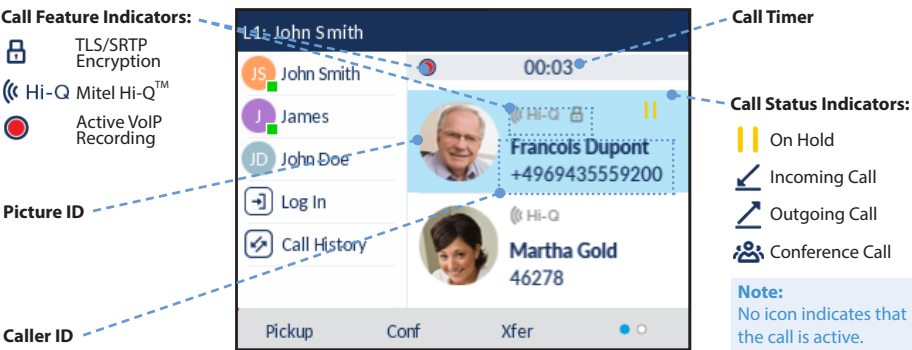 Call Feature Indicators:
TLS/SRTP
Encryption
Hi-Q Mitel Hi-Q™
Active VoIP
Recording
Picture ID
Caller ID
L1: John Smith
JS John Smith
J James
JD John Doe
Log In
Call History
00:03
Hi-Q
Francois Dupont
+4969435559200
Hi-Q
Martha Gold
46278
Pickup Conf Xfer
Call Timer
Call Status Indicators:
On Hold
Incoming Call
Outgoing Call
Conference Call
Note:
No icon indicates that
the call is active.